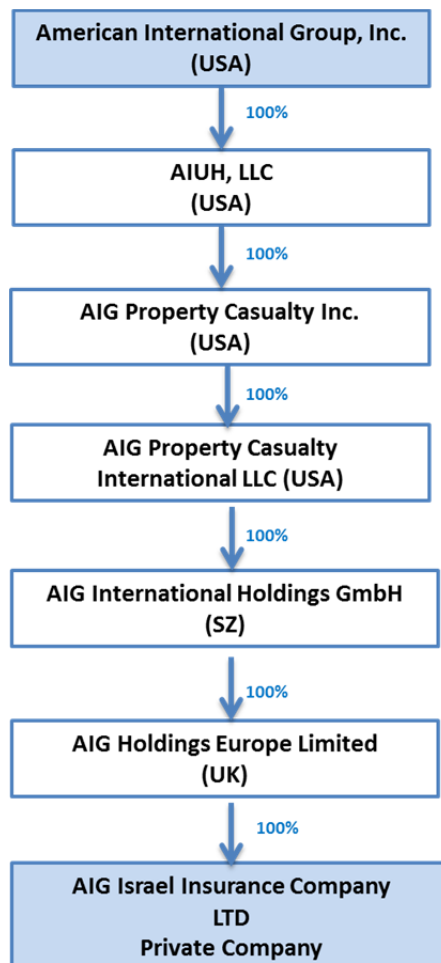 American International Group, Inc.
(USA)
100%
AIUH, LLC
(USA)
100%
AIG Property Casualty Inc.
(USA)
100%
AIG Property Casualty
International LLC (USA)
100%
AIG International Holdings GmbH
(SZ)
100%
AIG Holdings Europe Limited
(UK)
100%
AIG Israel Insurance Company
LTD
Private Company